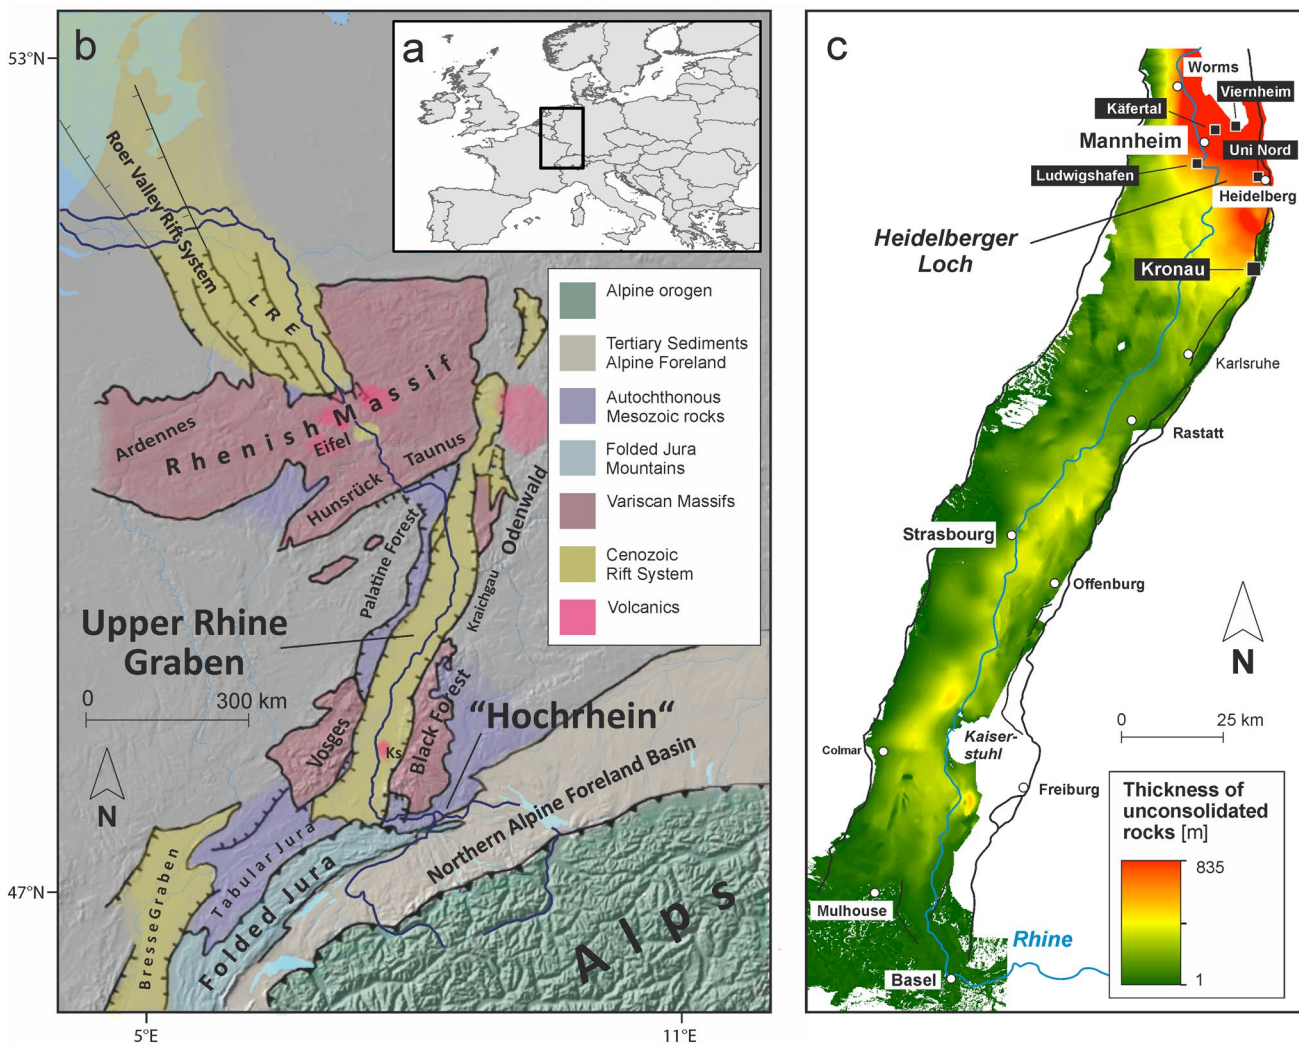 b
a
c
53°N
47°N
5°E
11°E
Roer Valley Rift System
L R E
Rhenish Massif
Ardennes
Eifel
Taunus
Hunsrück
Palatine Forest
Odenwald
Kraichgau
Upper Rhine
Graben
0
300 km
N
Vosges
Ks
Black Forest
“Hochrhein“
Northern Alpine Foreland Basin
Tabular Jura
Folded Jura
BresseGraben
Alps
Alpine orogen
Tertiary Sediments
Alpine Foreland
Autochthonous
Mesozoic rocks
Folded Jura
Mountains
Variscan Massifs
Cenozoic
Rift System
Volcanics
Worms
Viernheim
Käfertal
Mannheim
Uni Nord
Ludwigshafen
Heidelberg
Heidelberger
Loch
Kronau
Karlsruhe
Rastatt
Strasbourg
Offenburg
N
0
25 km
Kaiser-
stuhl
Colmar
Freiburg
Mulhouse
Rhine
Basel
Thickness of
unconsolidated
rocks [m]
835
1